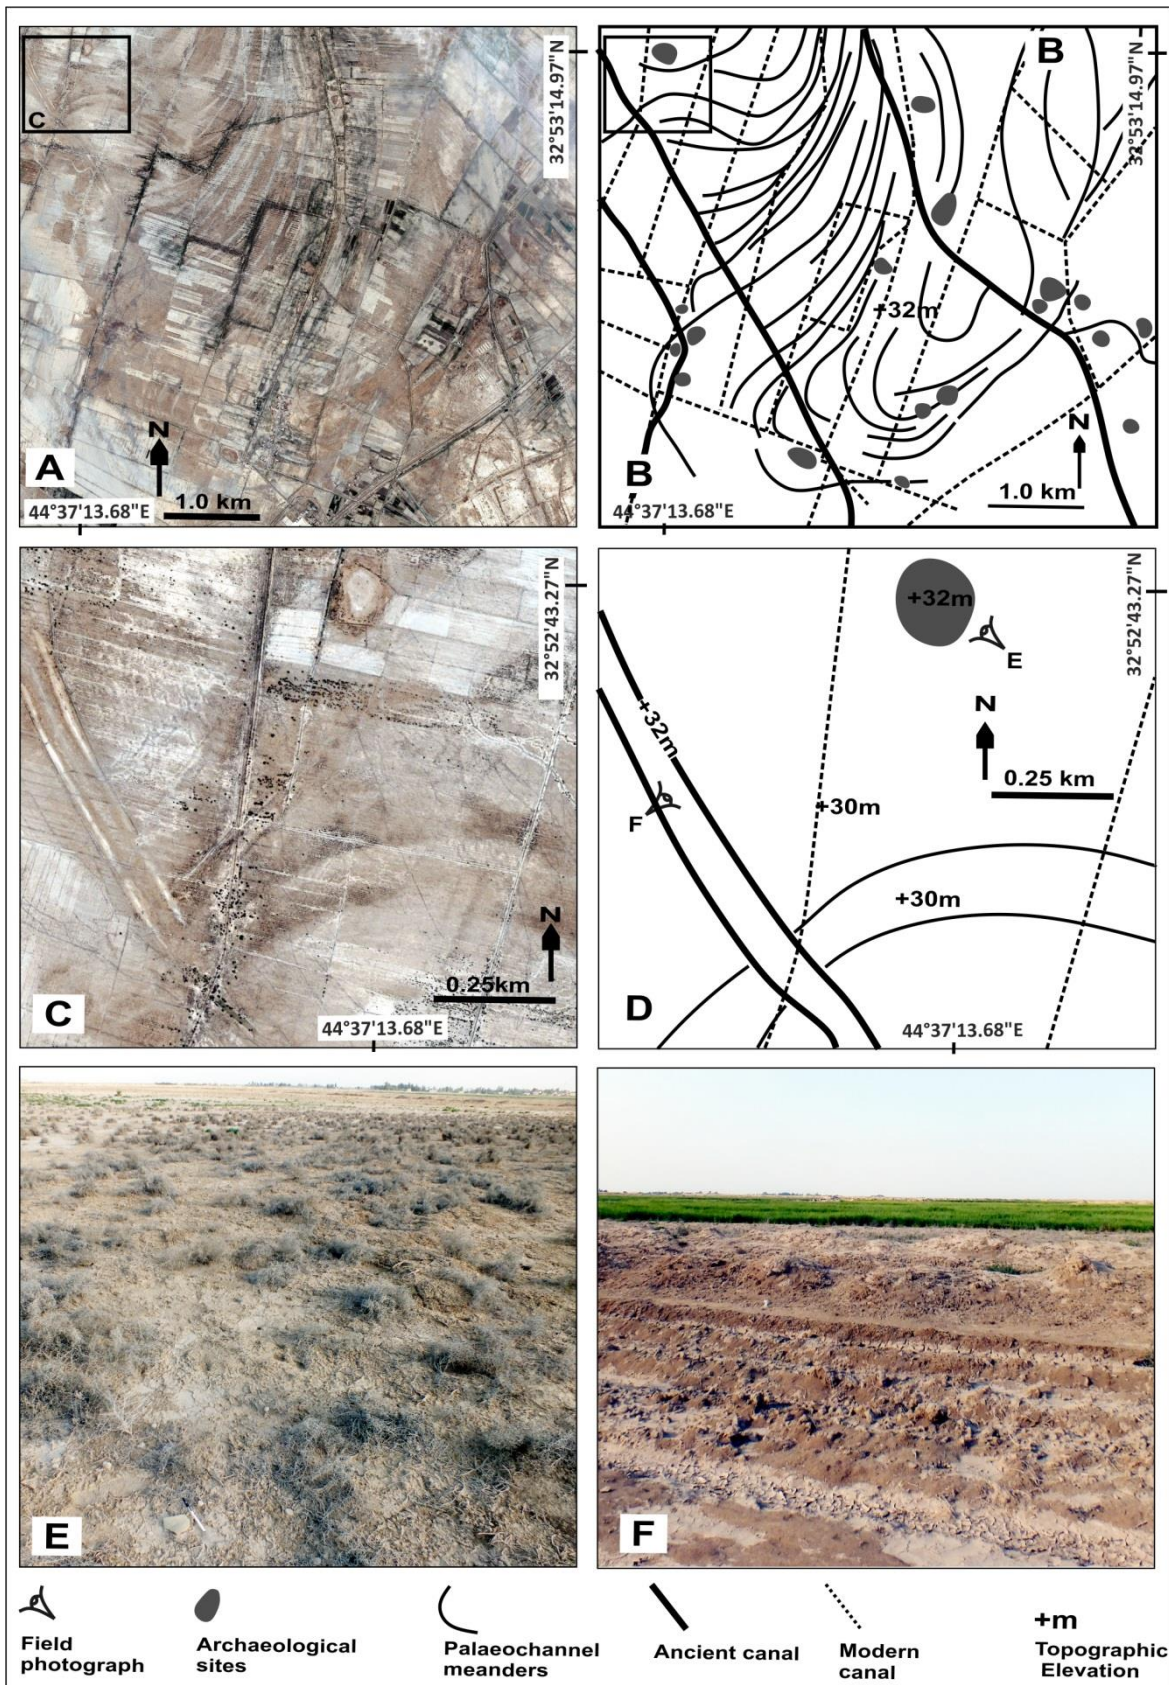 C
32°53'14.97"N
N
A
1.0 km
44°37'13.68"E
B
32°53'14.97"N
+32m
N
B
1.0 km
44°37'13.68"E
32°52'43.27"N
N
C
0.25km
44°37'13.68"E
+32m
E
32°52'43.27"N
N
+32m
0.25 km
F
+30m
+30m
D
44°37'13.68"E
E
F
Field
photograph
Archaeological
sites
Palaeochannel
meanders
Ancient canal
Modern
canal
+m
Topographic
Elevation